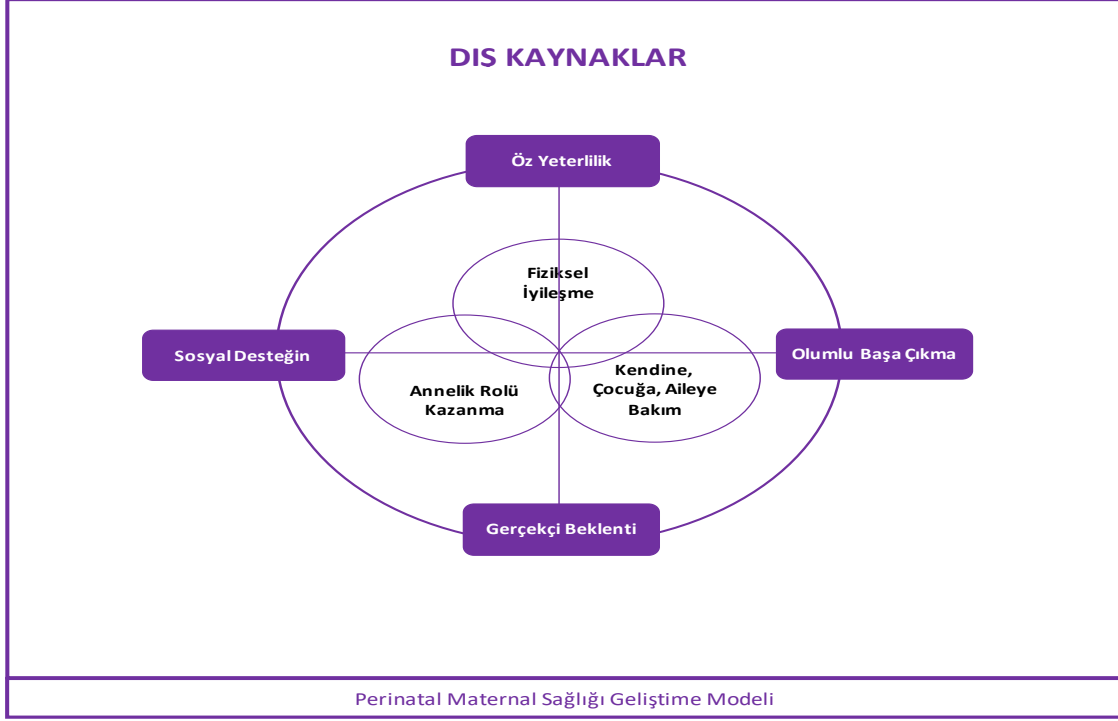 DIS KAYNAKLAR
Öz Yeterlilik
Fiziksel
İyileşme
Sosyal Desteğin
Olumlu Başa Çıkma
Annelik Rolü
Kazanma
Kendine,
Çocuğa, Aileye
Bakım
Gerçekçi Beklenti
Perinatal Maternal Sağlığı Geliştime Modeli